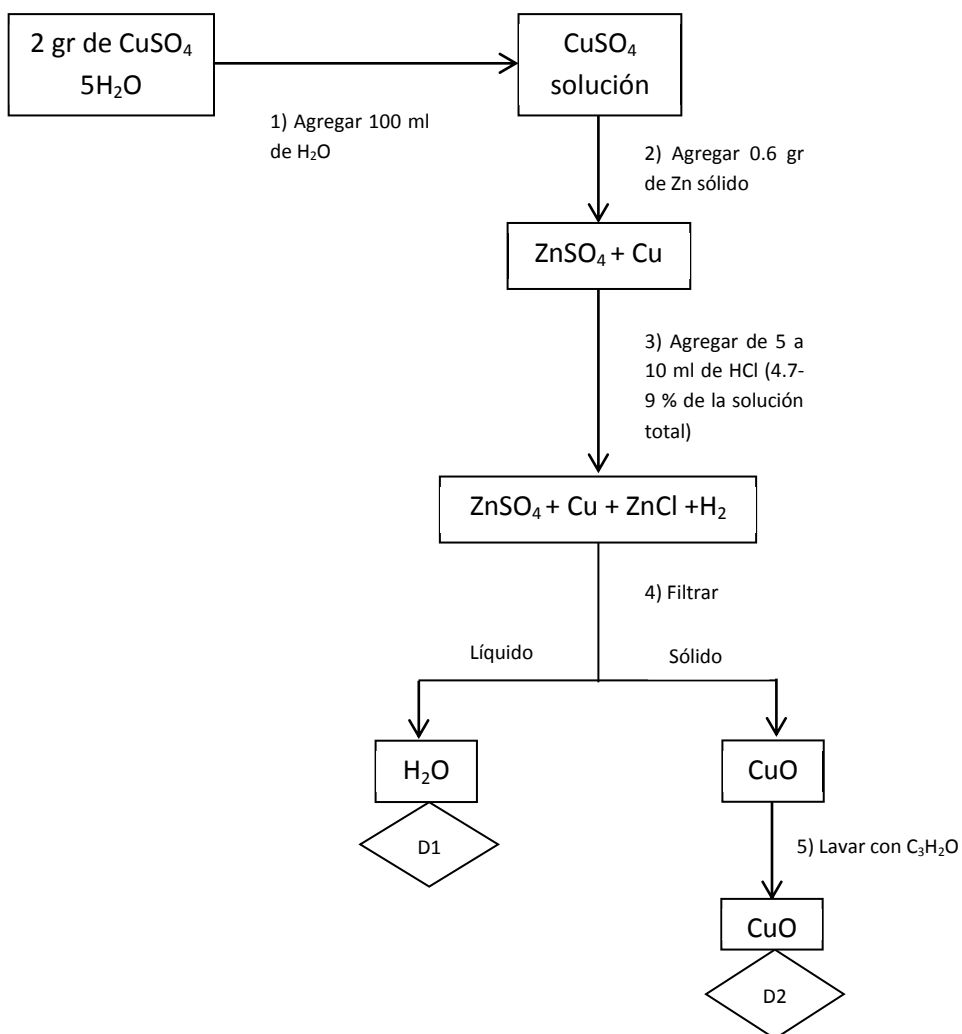 2 gr de CuSO₄
5H₂O
CuSO₄
solución
1) Agregar 100 ml
de H₂O
2) Agregar 0.6 gr
de Zn sólido
ZnSO₄ + Cu
3) Agregar de 5 a
10 ml de HCl (4.7-
9 % de la solución
total)
ZnSO₄ + Cu + ZnCl +H₂
4) Filtrar
Líquido
Sólido
H₂O
CuO
D1
5) Lavar con C₃H₂O
CuO
D2